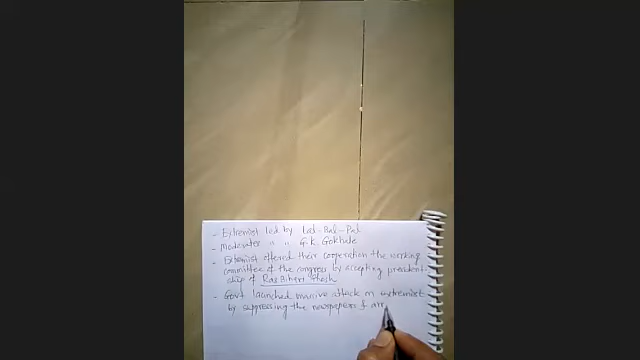 - Extremist led by Lal-Bal-Pal
- Moderates " " G.K Gokhale
- Extremist offered their cooperation the working
committee of the congress by accepting president-
ship of Ras Bihari Ghosh
- Govt launched massive attack on extremist
by suppressing the newspapers & arr